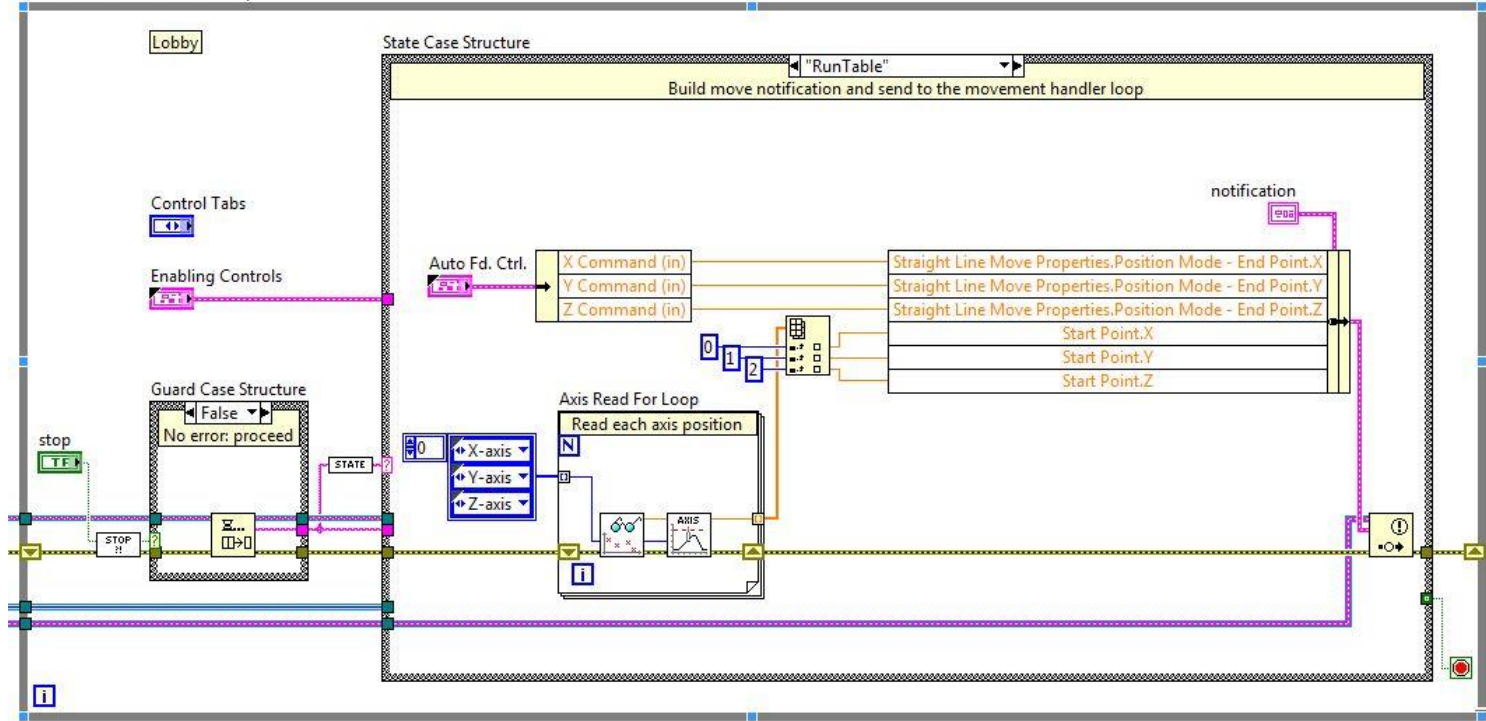 Lobby
State Case Structure
"RunTable"
Build move notification and send to the movement handler loop
notification
Control Tabs
Enabling Controls
Auto Fd. Ctrl.
X Command (in)
Y Command (in)
Z Command (in)
Straight Line Move Properties.Position Mode - End Point.X
Straight Line Move Properties.Position Mode - End Point.Y
Straight Line Move Properties.Position Mode - End Point.Z
Start Point.X
Start Point.Y
Start Point.Z
0
1
2
Guard Case Structure
False
No error: proceed
stop
TF
STOP
?!
?
STATE
?
0
X-axis
Y-axis
Z-axis
Axis Read For Loop
Read each axis position
N
AXIS
i
i